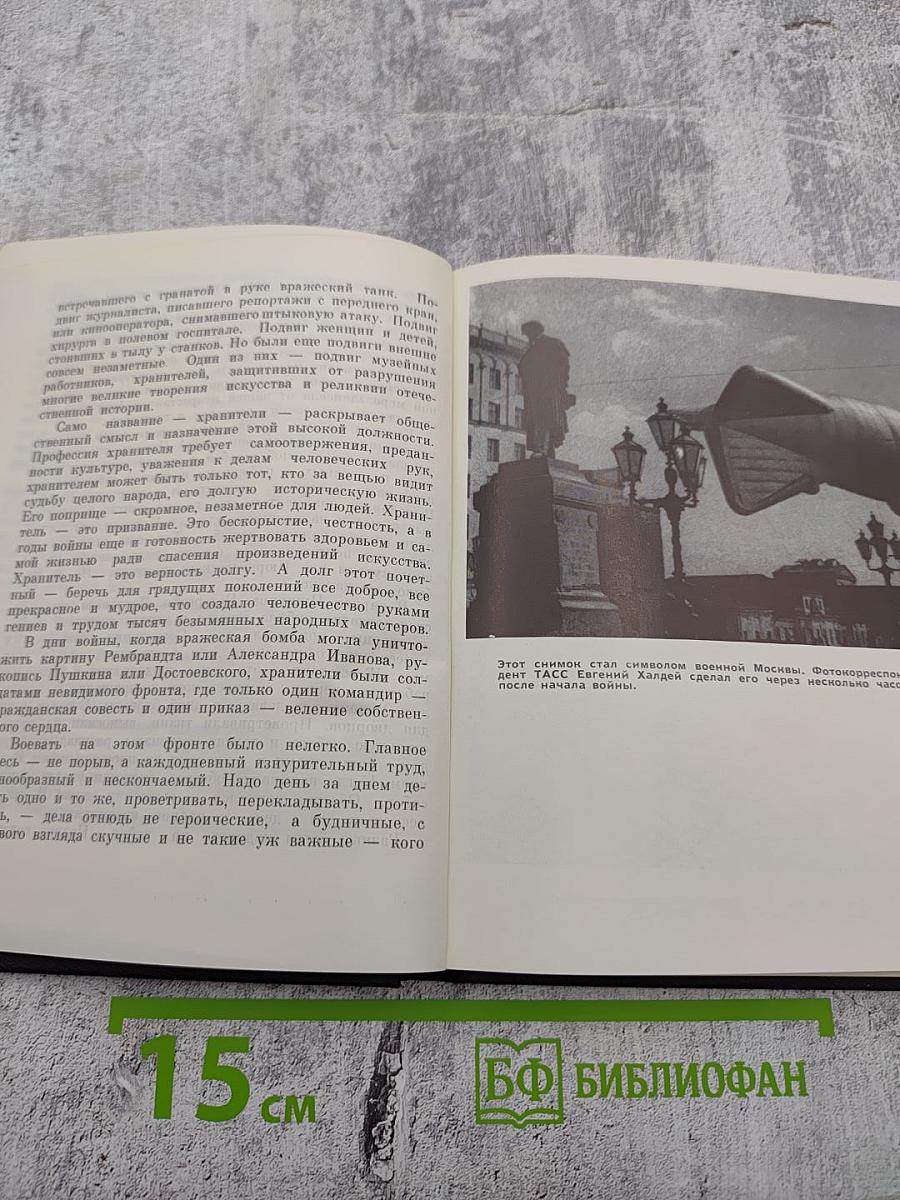 встречавшего с гранатой в руке вражеский танк. По-
двиг журналиста, писавшего репортажи с переднего края,
или кинооператора, снимавшего штыковую атаку. Подвиг
хирурга в полевом госпитале. Подвиг женщин и детей,
стоявших в тылу у станков. Но были еще подвиги внешне
совсем незаметные. Один из них — подвиг музейных
работников, хранителей, защитивших от разрушения
многие великие творения искусства и реликвии отече-
ственной истории.
Само название — хранители — раскрывает обще-
ственный смысл и назначение этой высокой должности.
Профессия хранителя требует самоотвержения, предан-
ности культуре, уважения к делам человеческих рук,
хранителем может быть только тот, кто за вещью видит
судьбу целого народа, его долгую историческую жизнь.
Его поприще — скромное, незаметное для людей. Храни-
тель — это призвание. Это бескорыстие, честность, а в
годы войны еще и готовность жертвовать здоровьем и са-
мой жизнью ради спасения произведений искусства.
Хранитель — это верность долгу. А долг этот почет-
ный — беречь для грядущих поколений все доброе, все
прекрасное и мудрое, что создало человечество руками
гениев и трудом тысяч безымянных народных мастеров.
В дни войны, когда вражеская бомба могла уничто-
жить картину Рембрандта или Александра Иванова, ру-
копись Пушкина или Достоевского, хранители были сол-
датами невидимого фронта, где только один командир —
ражданская совесть и один приказ — веление собствен-
ого сердца.
Воевать на этом фронте было нелегко. Главное
есь — не порыв, а каждодневный изнурительный труд,
нообразный и нескончаемый. Надо день за днем де-
ть одно и то же, проветривать, перекладывать, проти-
ь, — дела отнюдь не героические, а будничные, с
вого взгляда скучные и не такие уж важные — кого
Этот снимок стал символом военной Москвы. Фотокорреспон
дент ТАСС Евгений Халдей сделал его через несколько часо
после начала войны.
15 см
БФ БИБЛИОФАН